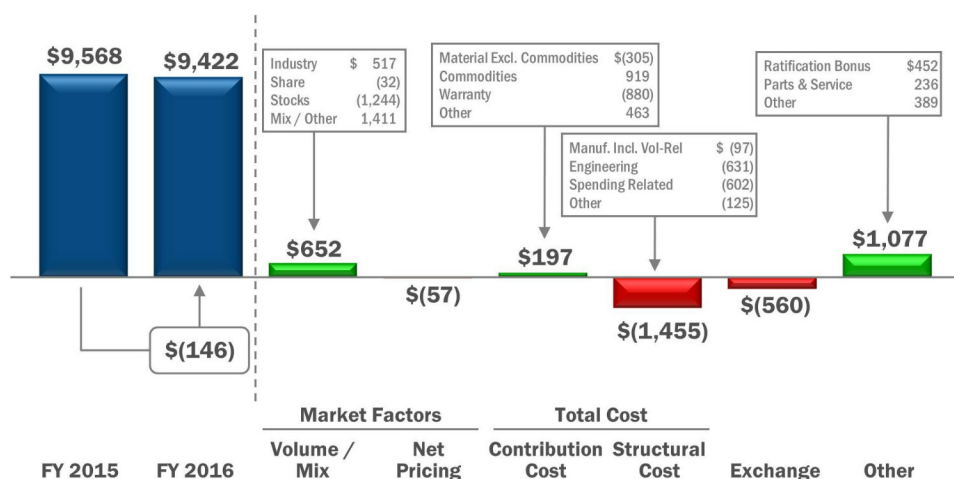 $9,568
$9,422
Industry $ 517
Share (32)
Stocks (1,244)
Mix / Other 1,411
Material Excl. Commodities $(305)
Commodities 919
Warranty (880)
Other 463
Ratification Bonus $452
Parts & Service 236
Other 389
Manuf. Incl. Vol-Rel $ (97)
Engineering (631)
Spending Related (602)
Other (125)
$652
$(57)
$197
$(1,455)
$(560)
$1,077
$(146)
Market Factors
Total Cost
FY 2015
FY 2016
Volume /
Mix
Net
Pricing
Contribution
Cost
Structural
Cost
Exchange
Other